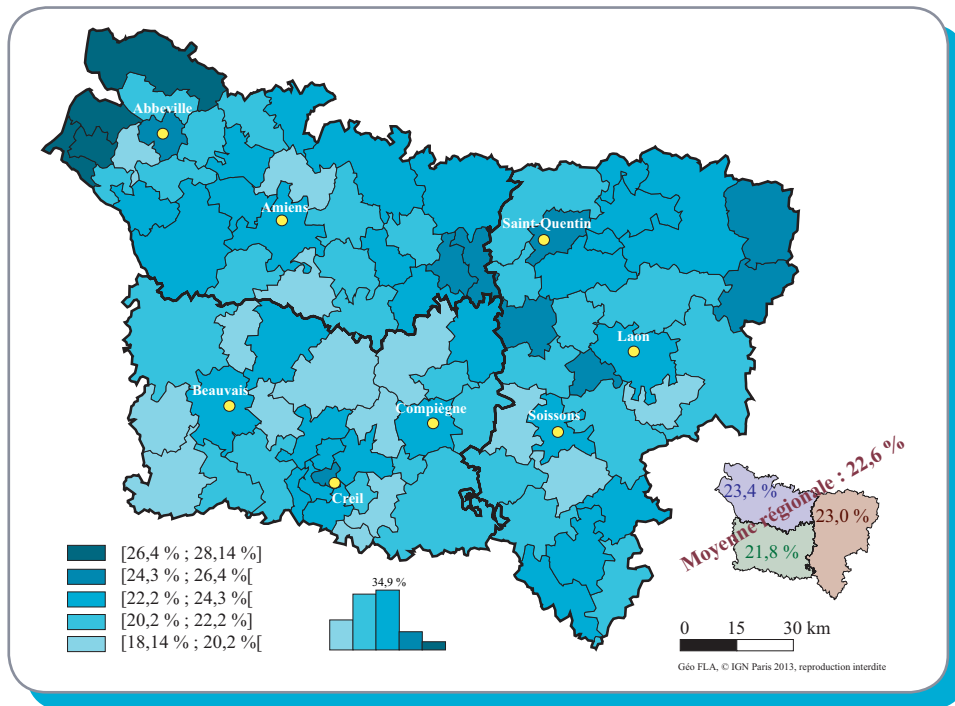 Abbeville
Amiens
Saint-Quentin
Laon
Beauvais
Compiègne
Soissons
Creil
Moyenne régionale : 22,6 %
23,4 %
23,0 %
21,8 %
[26,4 % ; 28,14 %]
[24,3 % ; 26,4 %[
[22,2 % ; 24,3 %[
[20,2 % ; 22,2 %]
[18,14 % ; 20,2 %[
34,9 %
0 15 30 km
Géo FLA, © IGN Paris 2013, reproduction interdite